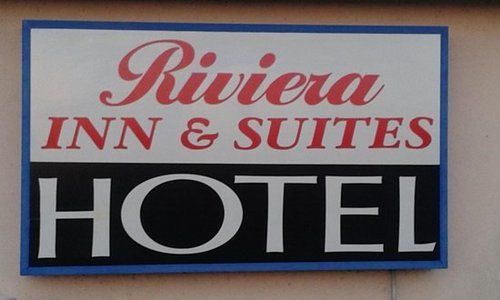 Riviera
INN & SUITES
HOTEL